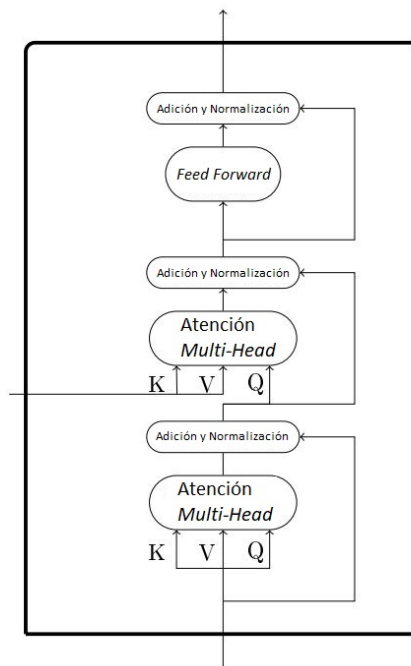 Adición y Normalización
Feed Forward
Adición y Normalización
Atención
Multi-Head
K V Q
Adición y Normalización
Atención
Multi-Head
K V Q